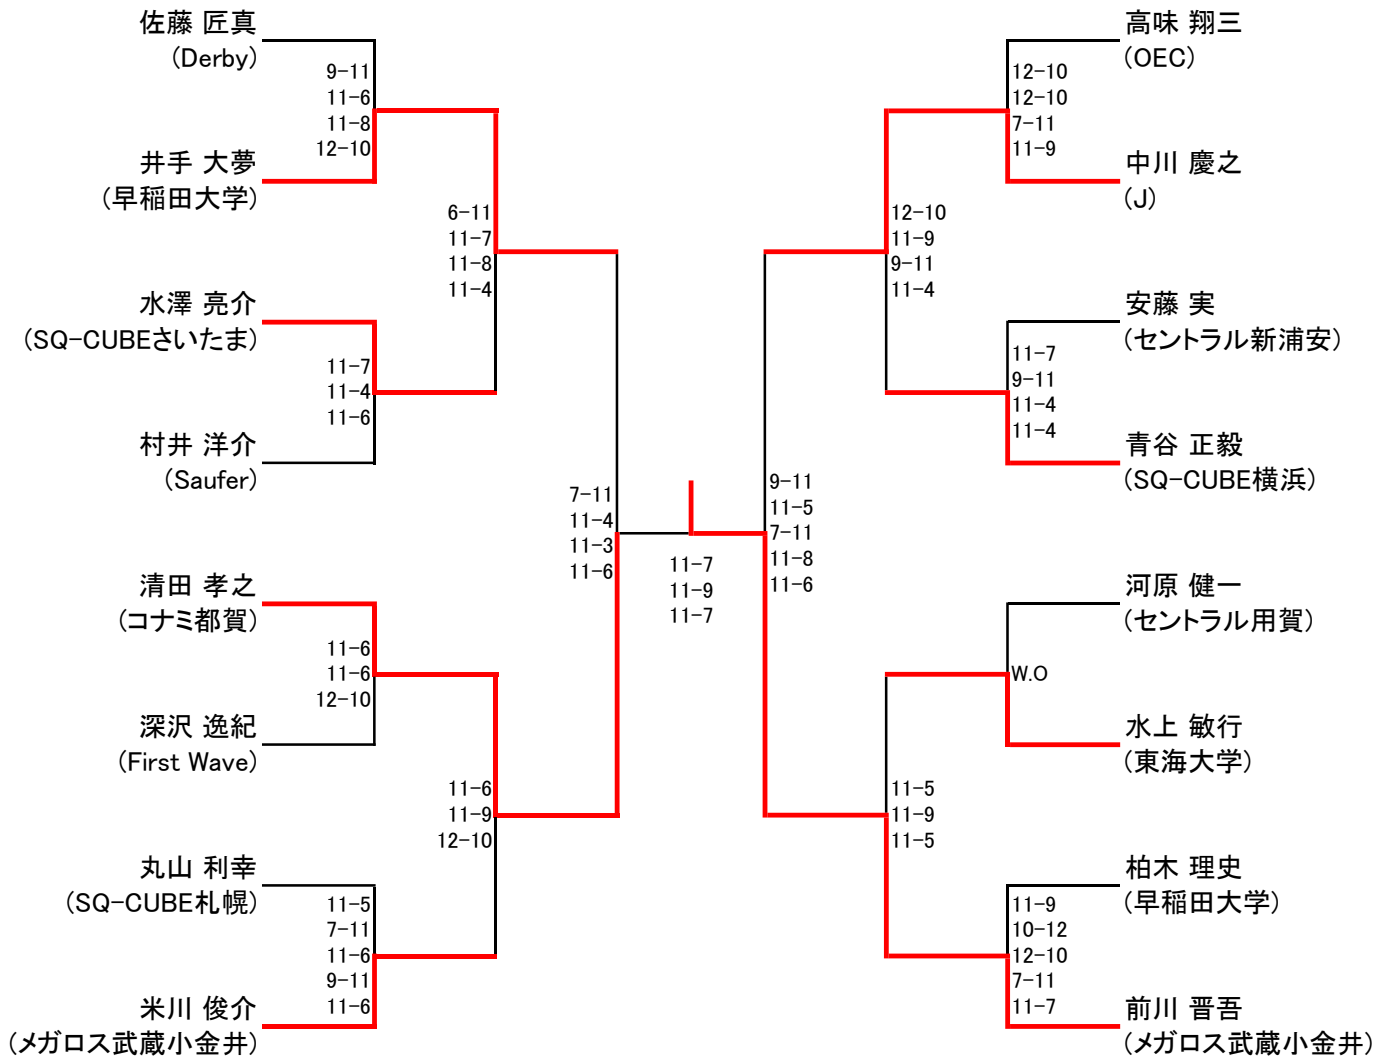 佐藤 匠真
(Derby)
9-11
11-6
11-8
12-10
井手 大夢
(早稲田大学)
6-11
11-7
11-8
11-4
水澤 亮介
(SQ-CUBEさいたま)
11-7
11-4
11-6
村井 洋介
(Saufer)
7-11
11-4
11-3
11-6
清田 孝之
(コナミ都賀)
11-6
11-6
12-10
深沢 逸紀
(First Wave)
11-6
11-9
12-10
丸山 利幸
(SQ-CUBE札幌)
11-5
7-11
11-6
9-11
11-6
米川 俊介
(メガロス武蔵小金井)
11-7
11-9
11-7
高味 翔三
(OEC)
12-10
12-10
7-11
11-9
中川 慶之
(J)
12-10
11-9
9-11
11-4
安藤 実
(セントラル新浦安)
11-7
9-11
11-4
11-4
青谷 正毅
(SQ-CUBE横浜)
9-11
11-5
7-11
11-8
11-6
河原 健一
(セントラル用賀)
W.O
水上 敏行
(東海大学)
11-5
11-9
11-5
柏木 理史
(早稲田大学)
11-9
10-12
12-10
7-11
11-7
前川 晋吾
(メガロス武蔵小金井)